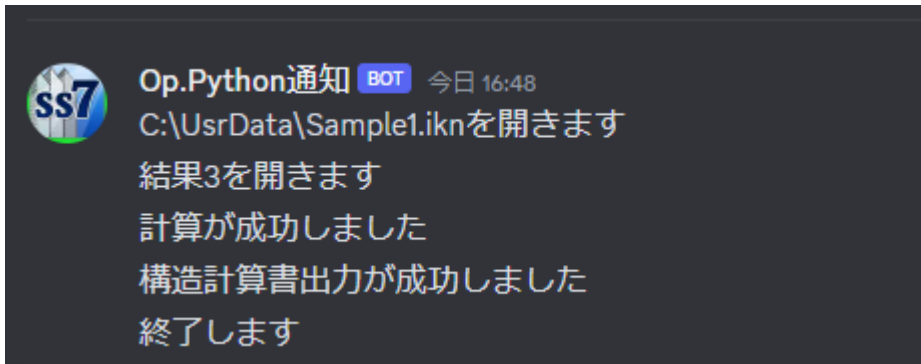 SS7
Op.Python通知 BOT 今日 16:48
C:\UsrData\Sample1.iknを開きます
結果3を開きます
計算が成功しました
構造計算書出力が成功しました
終了します